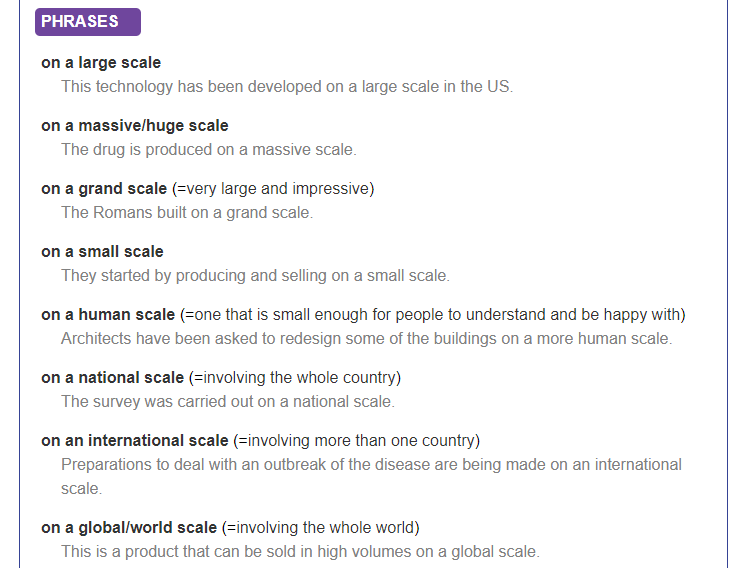 PHRASES
on a large scale
This technology has been developed on a large scale in the US.
on a massive/huge scale
The drug is produced on a massive scale.
on a grand scale (=very large and impressive)
The Romans built on a grand scale.
on a small scale
They started by producing and selling on a small scale.
on a human scale (=one that is small enough for people to understand and be happy with)
Architects have been asked to redesign some of the buildings on a more human scale.
on a national scale (=involving the whole country)
The survey was carried out on a national scale.
on an international scale (=involving more than one country)
Preparations to deal with an outbreak of the disease are being made on an international
scale.
on a global/world scale (=involving the whole world)
This is a product that can be sold in high volumes on a global scale.